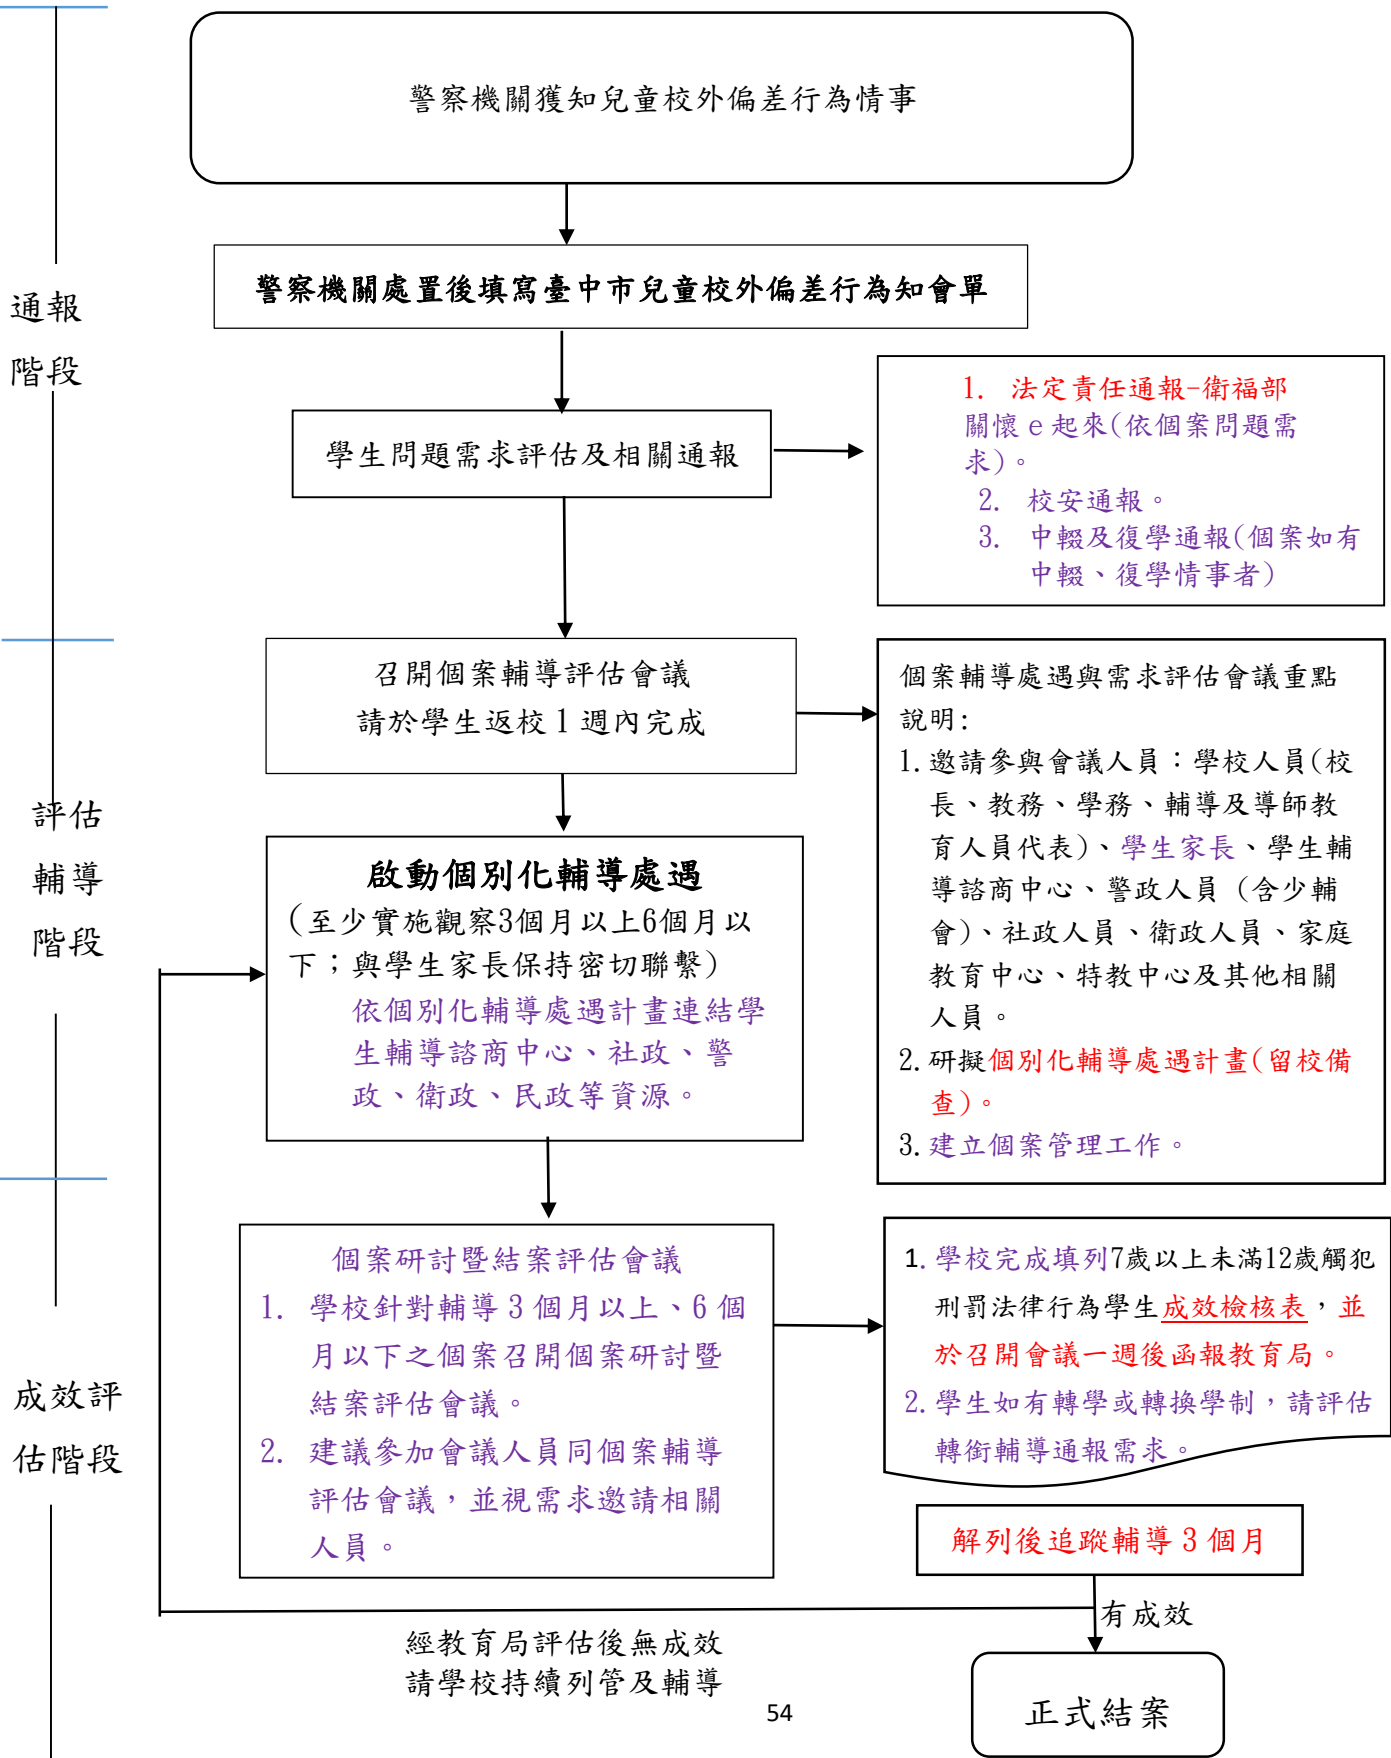 警察機關獲知兒童校外偏差行為情事
警察機關處置後填寫臺中市兒童校外偏差行為知會單
通報
階段
學生問題需求評估及相關通報
1. 法定責任通報-衛福部
關懷 e 起來(依個案問題需
求)。
2. 校安通報。
3. 中輟及復學通報(個案如有
中輟、復學情事者)
召開個案輔導評估會議
請於學生返校 1 週內完成
個案輔導處遇與需求評估會議重點
說明:
1.邀請參與會議人員：學校人員(校
長、教務、學務、輔導及導師教
育人員代表)、學生家長、學生輔
導諮商中心、警政人員 (含少輔
會)、社政人員、衛政人員、家庭
教育中心、特教中心及其他相關
人員。
2.研擬個別化輔導處遇計畫(留校備
查)。
3.建立個案管理工作。
評估
輔導
階段
啟動個別化輔導處遇
(至少實施觀察3個月以上6個月以
下；與學生家長保持密切聯繫)
依個別化輔導處遇計畫連結學
生輔導諮商中心、社政、警
政、衛政、民政等資源。
個案研討暨結案評估會議
1. 學校針對輔導 3 個月以上、6 個
月以下之個案召開個案研討暨
結案評估會議。
2. 建議參加會議人員同個案輔導
評估會議，並視需求邀請相關
人員。
1.學校完成填列7歲以上未滿12歲觸犯
刑罰法律行為學生成效檢核表，並
於召開會議一週後函報教育局。
2.學生如有轉學或轉換學制，請評估
轉銜輔導通報需求。
成效評
估階段
解列後追蹤輔導 3 個月
有成效
經教育局評估後無成效
請學校持續列管及輔導
正式結案
54